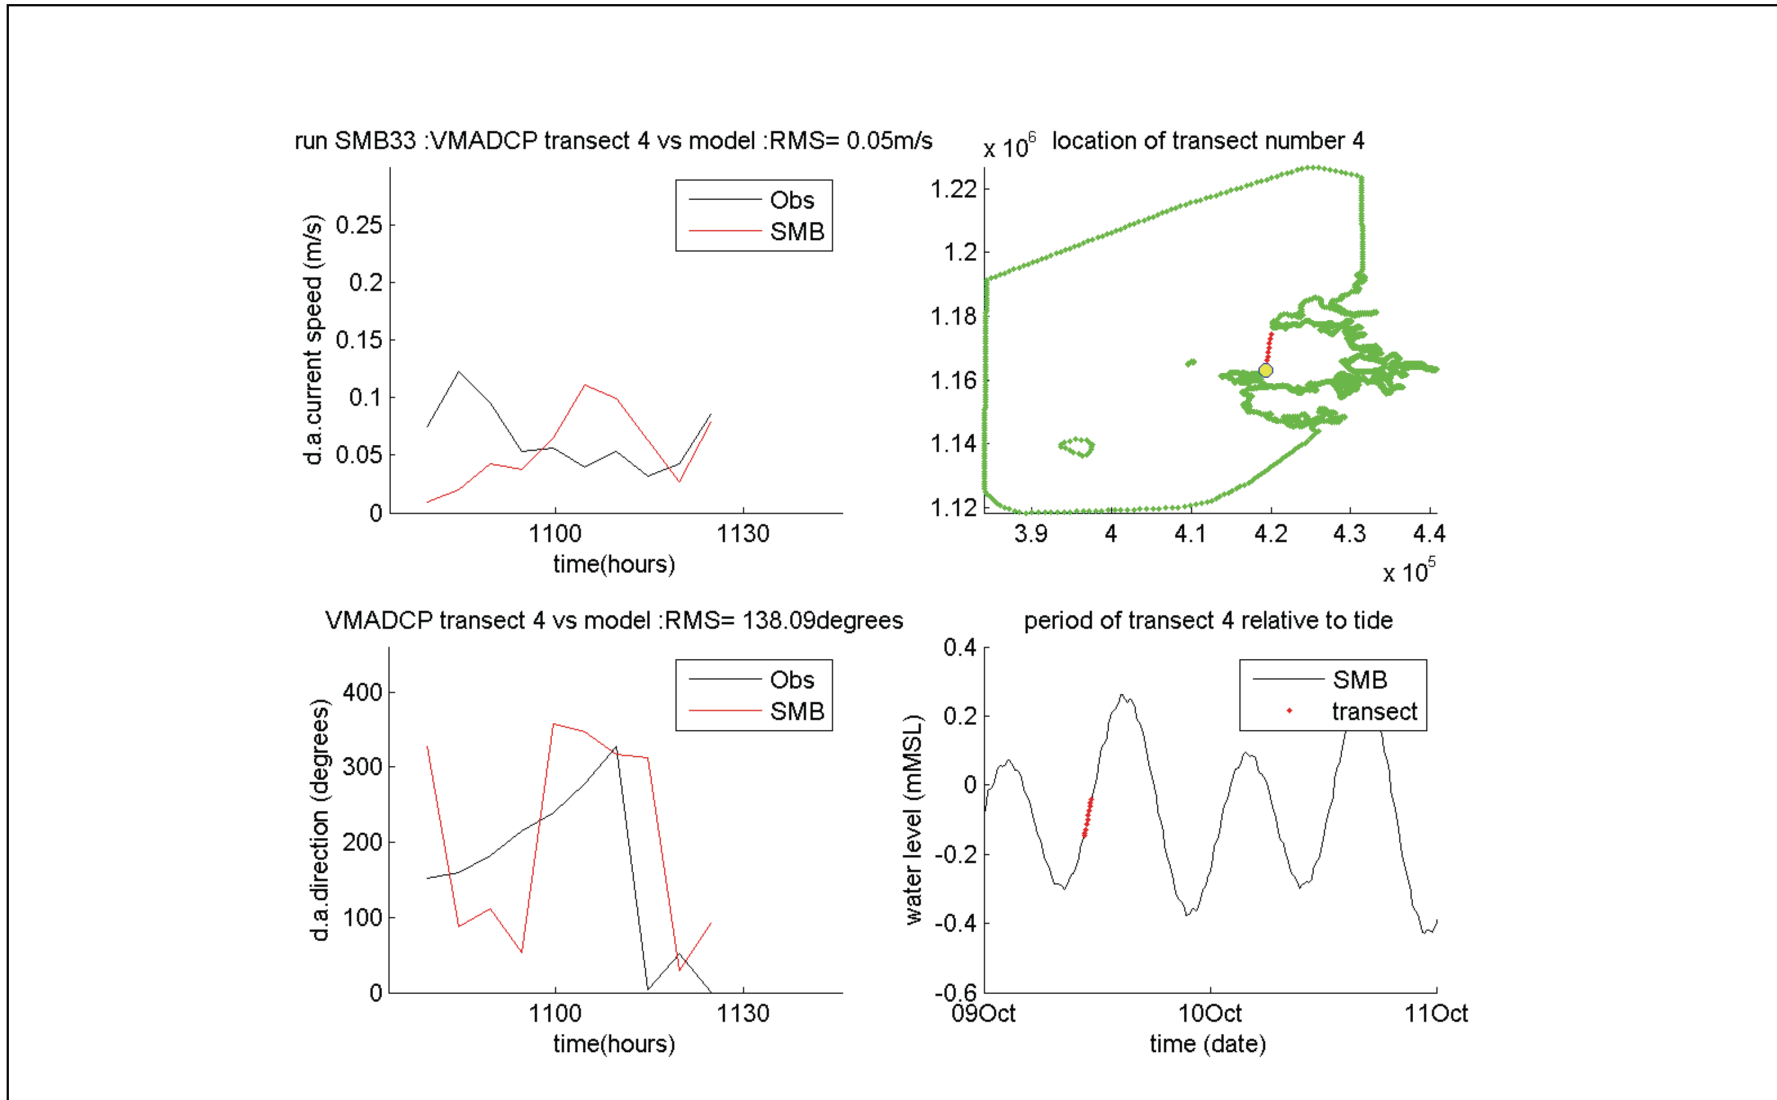 run SMB33 :VMADCP transect 4 vs model :RMS= 0.05m/s
Obs
SMB
d.a.current speed (m/s)
0.25
0.2
0.15
0.1
0.05
0
1100
1130
time(hours)
x 10^6
location of transect number 4
1.22
1.2
1.18
1.16
1.14
1.12
3.9
4
4.1
4.2
4.3
4.4
x 10^5
VMADCP transect 4 vs model :RMS= 138.09degrees
Obs
SMB
d.a.direction (degrees)
400
300
200
100
0
1100
1130
time(hours)
period of transect 4 relative to tide
SMB
transect
water level (mMSL)
0.4
0.2
0
-0.2
-0.4
-0.6
09Oct
10Oct
11Oct
time (date)